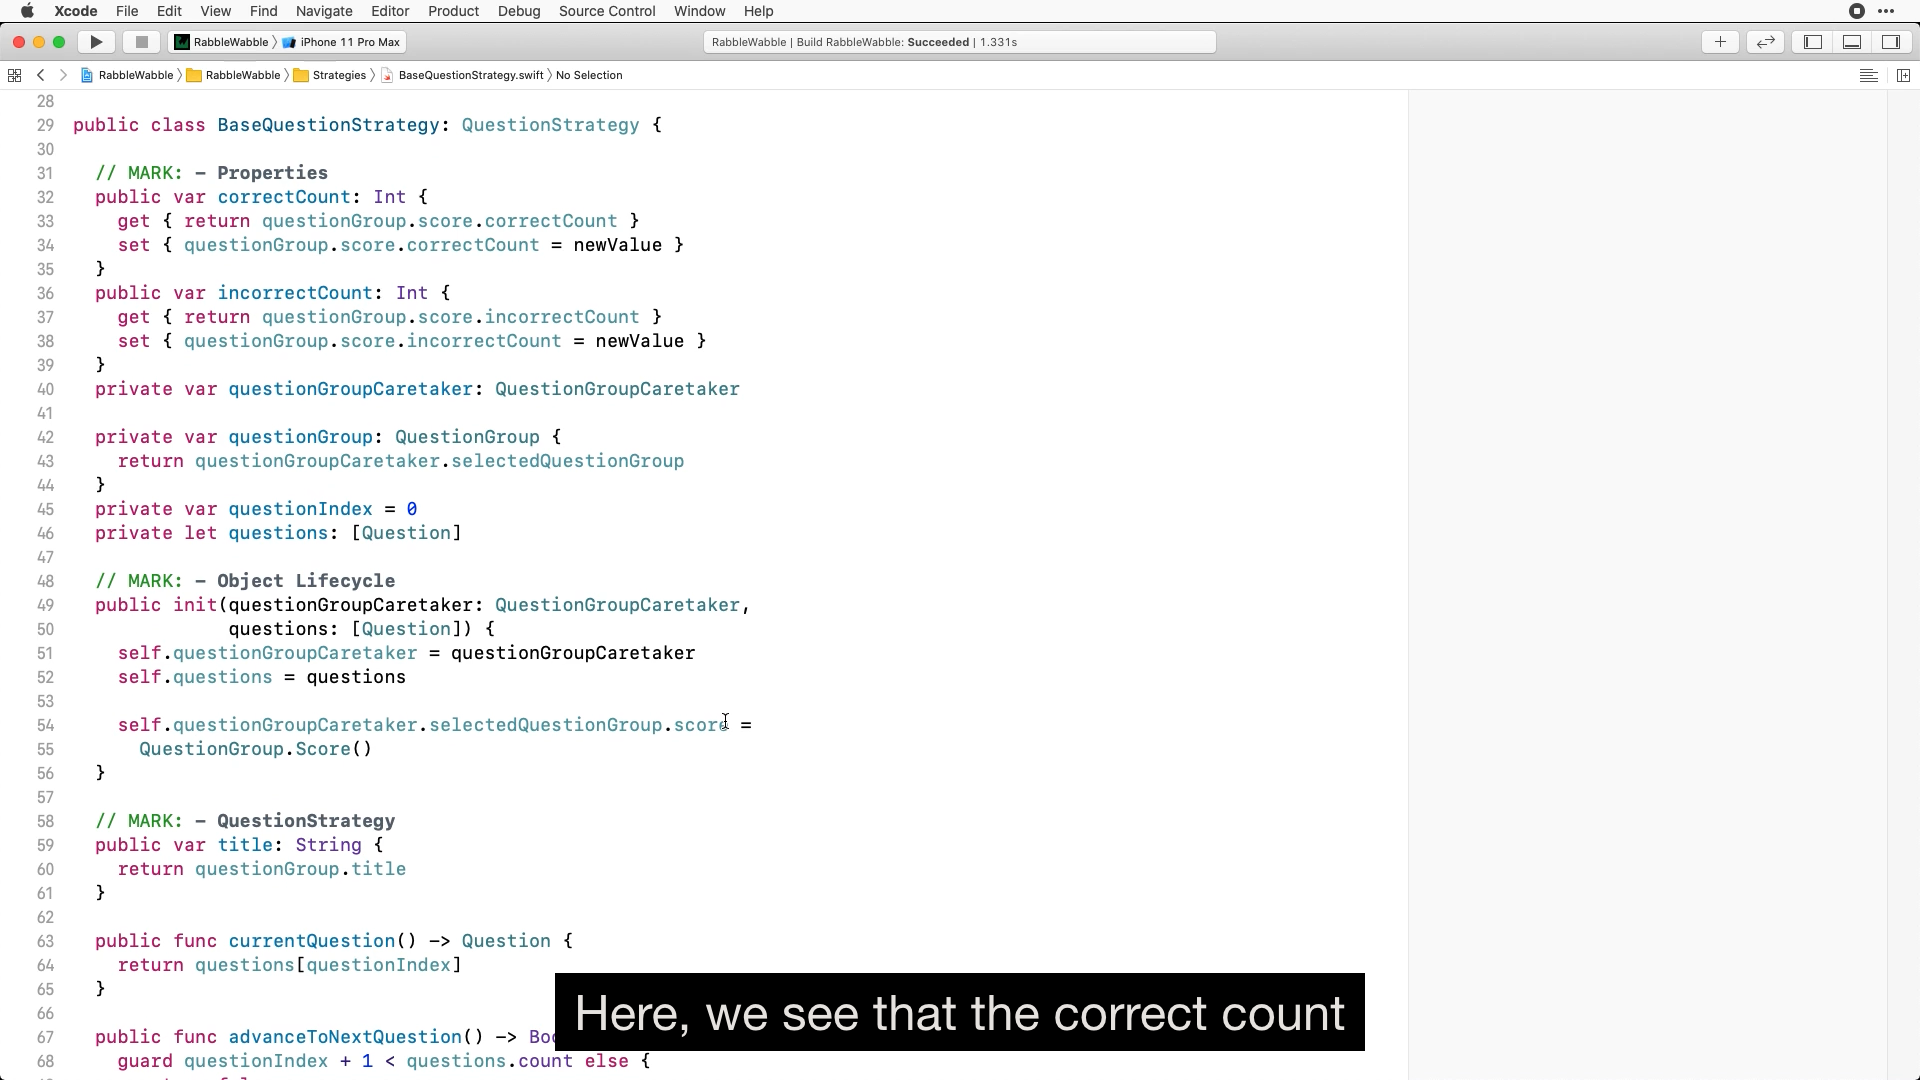 Xcode File Edit View Find Navigate Editor Product Debug Source Control Window Help
RabbleWabble iPhone 11 Pro Max RabbleWabble | Build RabbleWabble: Succeeded | 1.331s
RabbleWabble RabbleWabble Strategies BaseQuestionStrategy.swift No Selection
28
29 public class BaseQuestionStrategy: QuestionStrategy {
30
31 // MARK: - Properties
32 public var correctCount: Int {
33 get { return questionGroup.score.correctCount }
34 set { questionGroup.score.correctCount = newValue }
35 }
36 public var incorrectCount: Int {
37 get { return questionGroup.score.incorrectCount }
38 set { questionGroup.score.incorrectCount = newValue }
39 }
40 private var questionGroupCaretaker: QuestionGroupCaretaker
41
42 private var questionGroup: QuestionGroup {
43 return questionGroupCaretaker.selectedQuestionGroup
44 }
45 private var questionIndex = 0
46 private let questions: [Question]
47
48 // MARK: - Object Lifecycle
49 public init(questionGroupCaretaker: QuestionGroupCaretaker,
50 questions: [Question]) {
51 self.questionGroupCaretaker = questionGroupCaretaker
52 self.questions = questions
53
54 self.questionGroupCaretaker.selectedQuestionGroup.score =
55 QuestionGroup.Score()
56 }
57
58 // MARK: - QuestionStrategy
59 public var title: String {
60 return questionGroup.title
61 }
62
63 public func currentQuestion() -> Question {
64 return questions[questionIndex]
65 }
66
67 public func advanceToNextQuestion() -> Boo
68 guard questionIndex + 1 < questions.count else {
Here, we see that the correct count